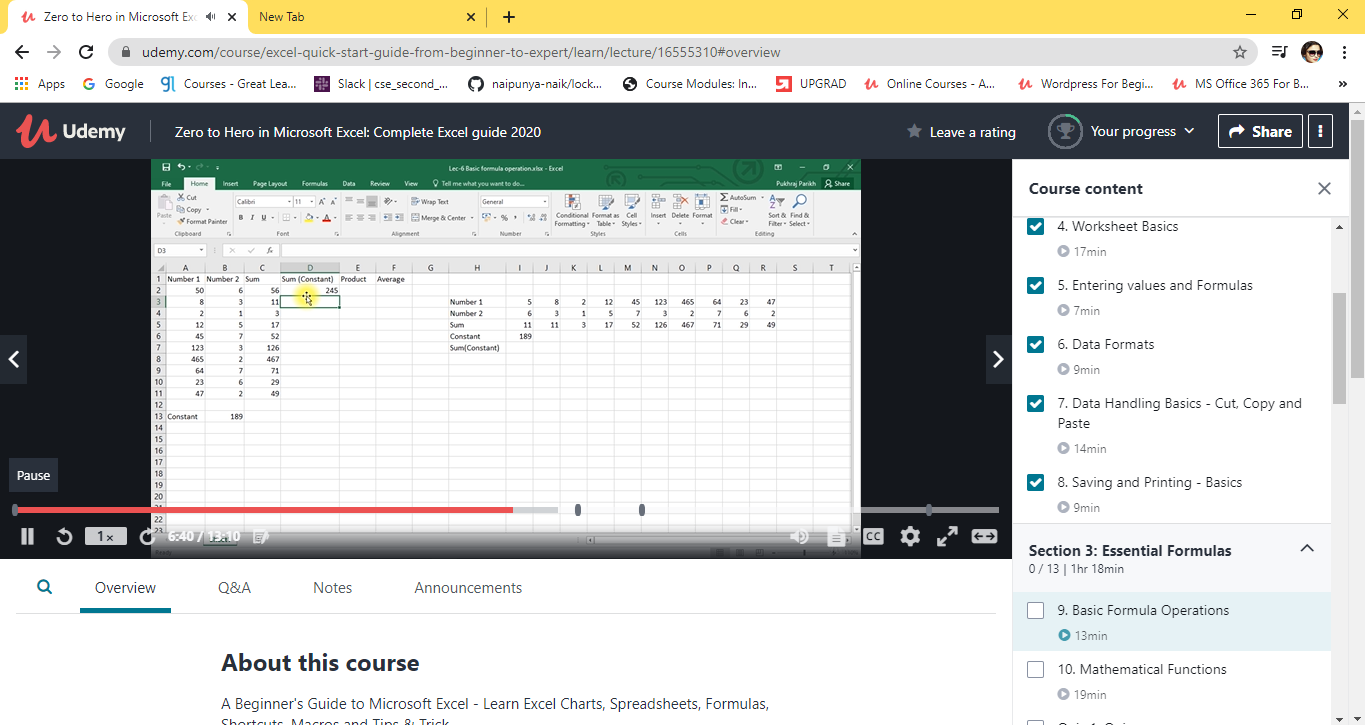 Zero to Hero in Microsoft Exc
New Tab
udemy.com/course/excel-quick-start-guide-from-beginner-to-expert/learn/lecture/16555310#overview
Apps Google Courses - Great Lea... Slack | cse_second_... naipunya-naik/lock... Course Modules: In... UPGRAD Online Courses - A... Wordpress For Begi... MS Office 365 For B... »
Udemy Zero to Hero in Microsoft Excel: Complete Excel guide 2020 Leave a rating Your progress Share
Lec-6 Basic formula operation.xlsx - Excel
File Home Insert Page Layout Formulas Data Review View Tell me what you want to do... Pukhraj Parikh Share
Paste Cut Copy Format Painter Calibri 11 Wrap Text General Conditional Formatting Format as Table Cell Styles Insert Delete Format AutoSum Fill Clear Sort & Filter Find & Select
B I U Merge & Center
Clipboard Font Alignment Number Styles Cells Editing
D3 fx
A B C D E F G H I J K L M N O P Q R S T
1 Number 1 Number 2 Sum Sum (Constant) Product Average
2 50 6 56 245
3 8 3 11 Number 1 5 8 2 12 45 123 465 64 23 47
4 2 1 3 Number 2 6 3 1 5 7 3 2 7 6 2
5 12 5 17 Sum 11 11 3 17 52 126 467 71 29 49
6 45 7 52 Constant 189
7 123 3 126 Sum(Constant)
8 465 2 467
9 64 7 71
10 23 6 29
11 47 2 49
12
13 Constant 189
14
15
16
17
18
19
20
22
23
Pause
1x 6:40 / 13:10 CC
Overview Q&A Notes Announcements
About this course
A Beginner's Guide to Microsoft Excel - Learn Excel Charts, Spreadsheets, Formulas,
Shortcuts, Macros and Tips & Trick
Course content
4. Worksheet Basics
17min
5. Entering values and Formulas
7min
6. Data Formats
9min
7. Data Handling Basics - Cut, Copy and
Paste
14min
8. Saving and Printing - Basics
9min
Section 3: Essential Formulas
0 / 13 | 1hr 18min
9. Basic Formula Operations
13min
10. Mathematical Functions
19min